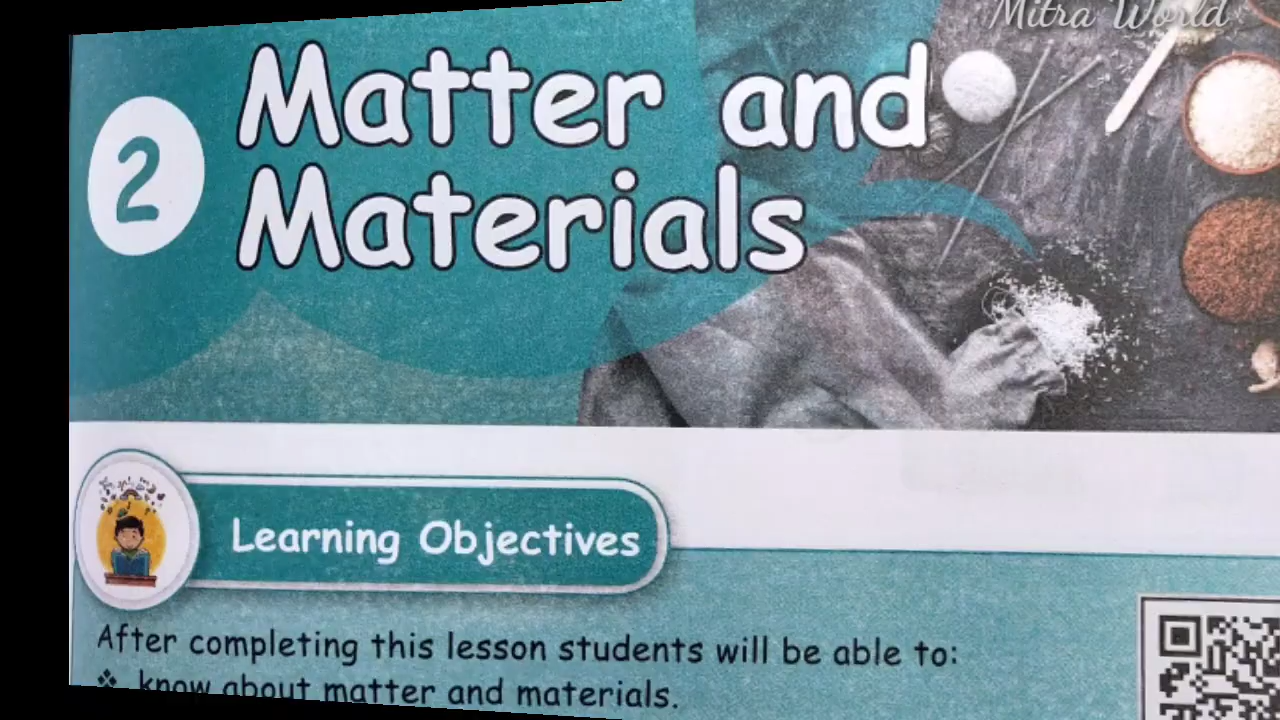 Mitra World
2
Matter and
Materials
Learning Objectives
After completing this lesson students will be able to:
❖ know about matter and materials.